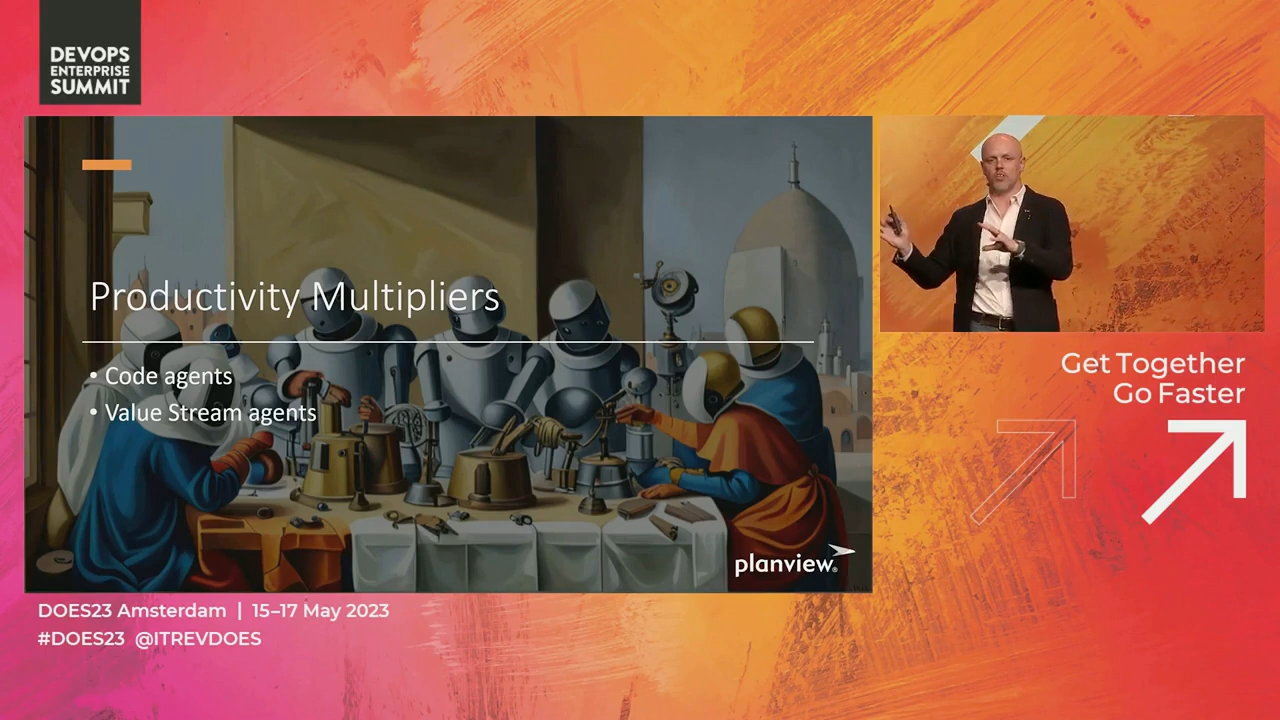 DEVOPS
ENTERPRISE
SUMMIT
Productivity Multipliers
• Code agents
• Value Stream agents
planview
Get Together
Go Faster
DOES23 Amsterdam | 15–17 May 2023
#DOES23 @ITREVDOES